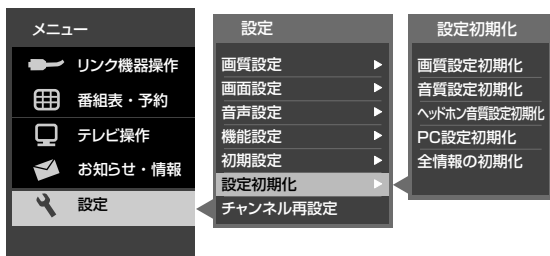 メニュー
リンク機器操作
番組表・予約
テレビ操作
お知らせ・情報
設定
設定
画質設定
画面設定
音声設定
機能設定
初期設定
設定初期化
チャンネル再設定
設定初期化
画質設定初期化
音質設定初期化
ヘッドホン音質設定初期化
PC設定初期化
全情報の初期化